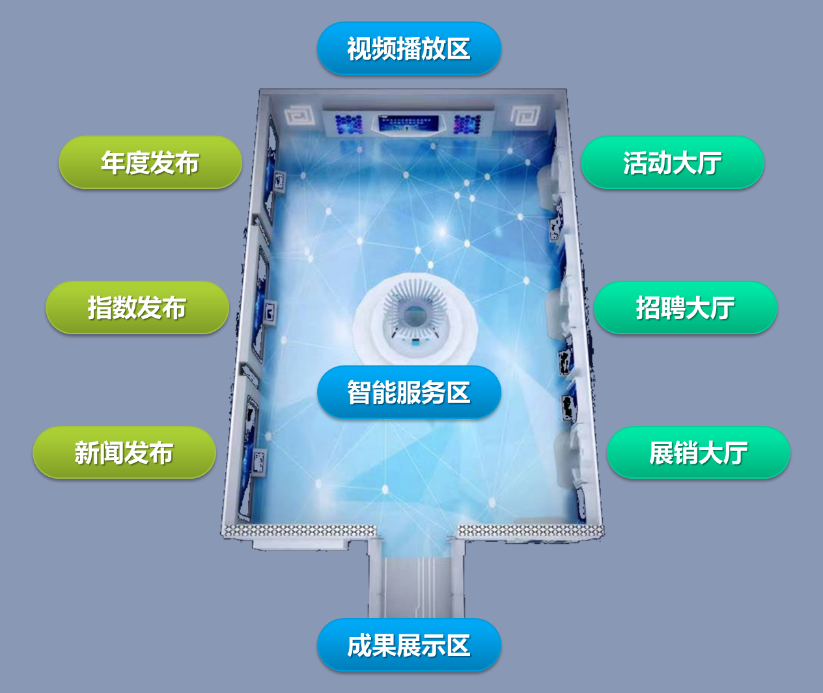 视频播放区
年度发布
活动大厅
指数发布
招聘大厅
智能服务区
新闻发布
展销大厅
成果展示区